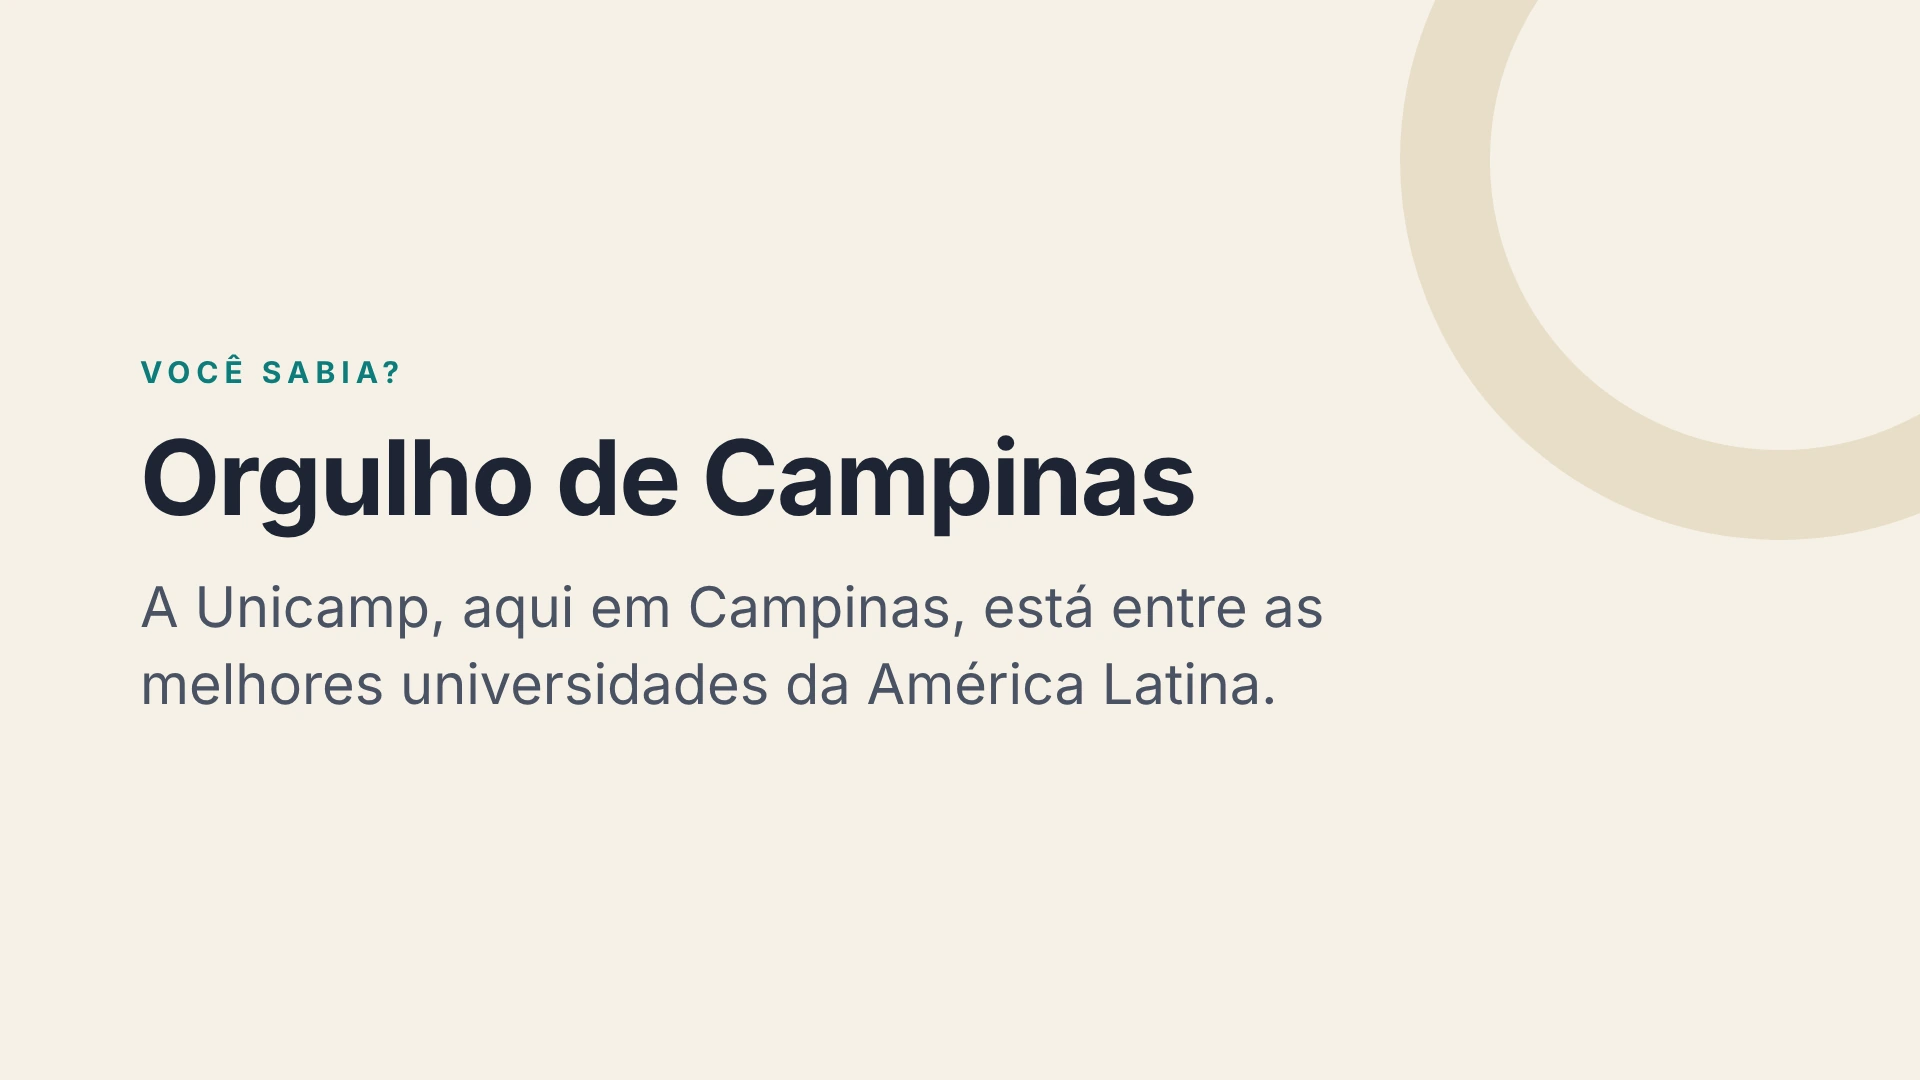 VOCÊ SABIA?
Orgulho de Campinas
A Unicamp, aqui em Campinas, está entre as
melhores universidades da América Latina.